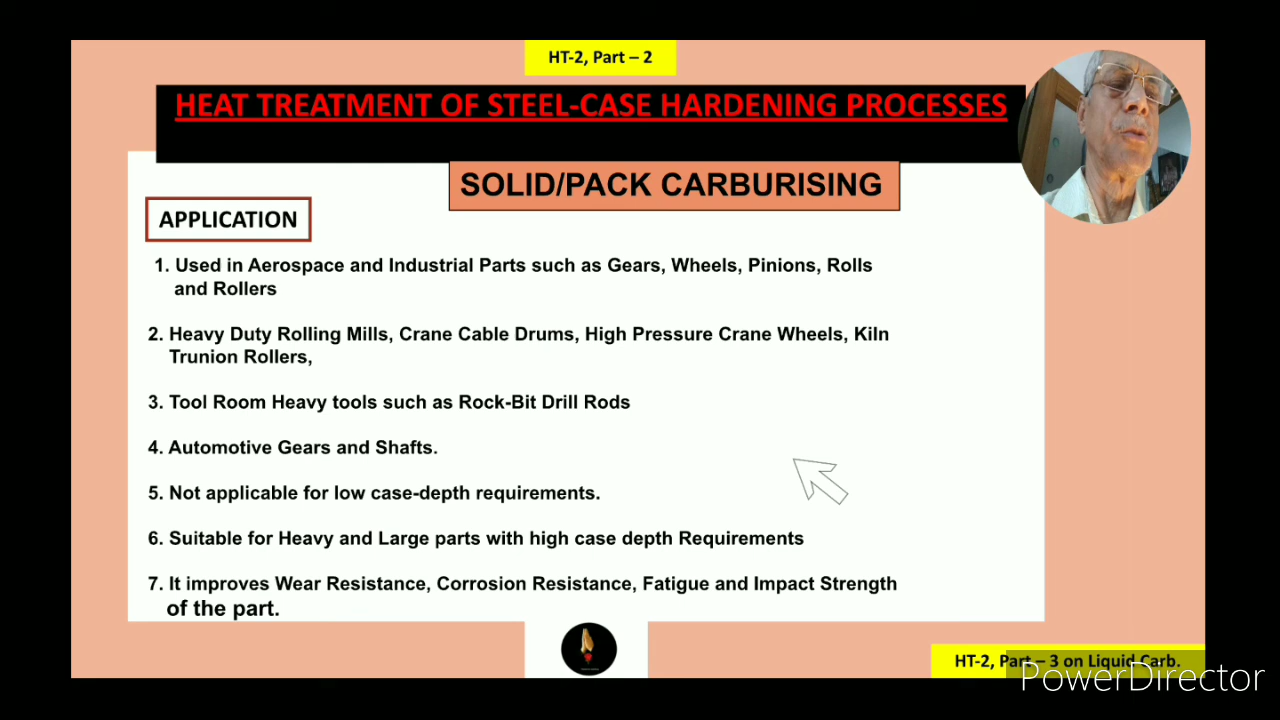 HT-2, Part – 2
HEAT TREATMENT OF STEEL-CASE HARDENING PROCESSES
SOLID/PACK CARBURISING
APPLICATION
1. Used in Aerospace and Industrial Parts such as Gears, Wheels, Pinions, Rolls
and Rollers
2. Heavy Duty Rolling Mills, Crane Cable Drums, High Pressure Crane Wheels, Kiln
Trunion Rollers,
3. Tool Room Heavy tools such as Rock-Bit Drill Rods
4. Automotive Gears and Shafts.
5. Not applicable for low case-depth requirements.
6. Suitable for Heavy and Large parts with high case depth Requirements
7. It improves Wear Resistance, Corrosion Resistance, Fatigue and Impact Strength
of the part.
HT-2, Part – 3 on Liquid Carb.
PowerDirector